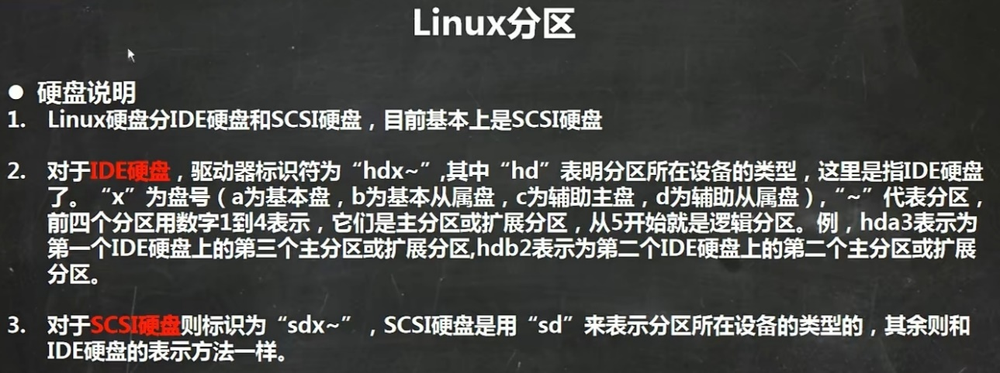 Linux分区
● 硬盘说明
1. Linux硬盘分IDE硬盘和SCSI硬盘，目前基本上是SCSI硬盘
2. 对于IDE硬盘，驱动器标识符为“hdx~”,其中“hd”表明分区所在设备的类型，这里是指IDE硬盘
了。“x”为盘号（a为基本盘，b为基本从属盘，c为辅助主盘，d为辅助从属盘）,“~”代表分区，
前四个分区用数字1到4表示，它们是主分区或扩展分区，从5开始就是逻辑分区。例，hda3表示为
第一个IDE硬盘上的第三个主分区或扩展分区,hdb2表示为第二个IDE硬盘上的第二个主分区或扩展
分区。
3. 对于SCSI硬盘则标识为“sdx~”，SCSI硬盘是用“sd”来表示分区所在设备的类型的，其余则和
IDE硬盘的表示方法一样。